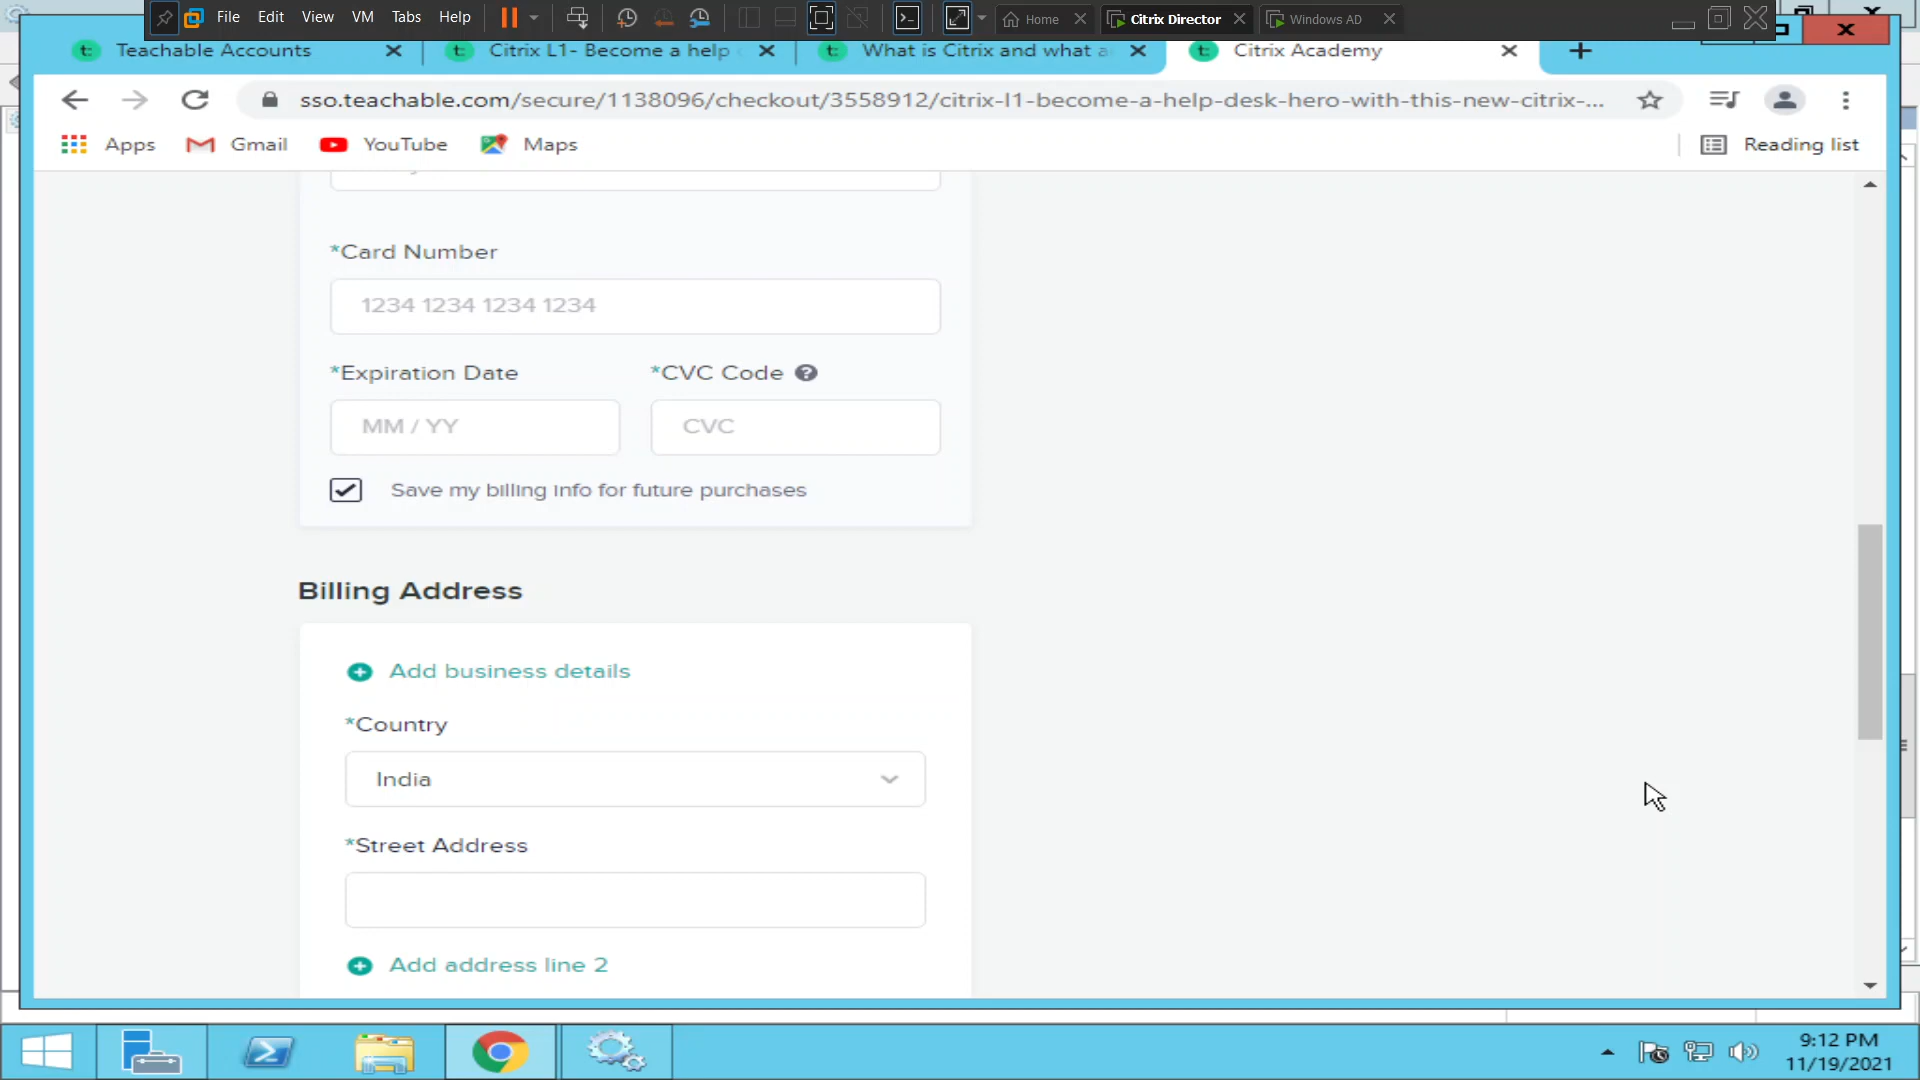 File Edit View VM Tabs Help
Home
Citrix Director
Windows AD
Teachable Accounts
Citrix L1- Become a help
What is Citrix and what a
Citrix Academy
sso.teachable.com/secure/1138096/checkout/3558912/citrix-l1-become-a-help-desk-hero-with-this-new-citrix-...
Apps
Gmail
YouTube
Maps
Reading list
*Card Number
1234 1234 1234 1234
*Expiration Date
*CVC Code
MM / YY
CVC
Save my billing info for future purchases
Billing Address
Add business details
*Country
India
*Street Address
Add address line 2
9:12 PM
11/19/2021